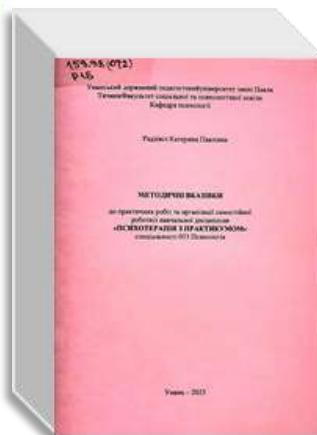 159.98(072)
Р15
Уманський державний педагогічний університет імені Павла
Тичини Факультет соціальної та психологічної освіти
Кафедра психології
Радзівіл Катерина Павлівна
МЕТОДИЧНІ ВКАЗІВКИ
до практичних робіт та організації самостійної
роботи з навчальної дисципліни
«ПСИХОТЕРАПІЯ З ПРАКТИКУМОМ»
спеціальності 053 Психологія
Умань – 2023